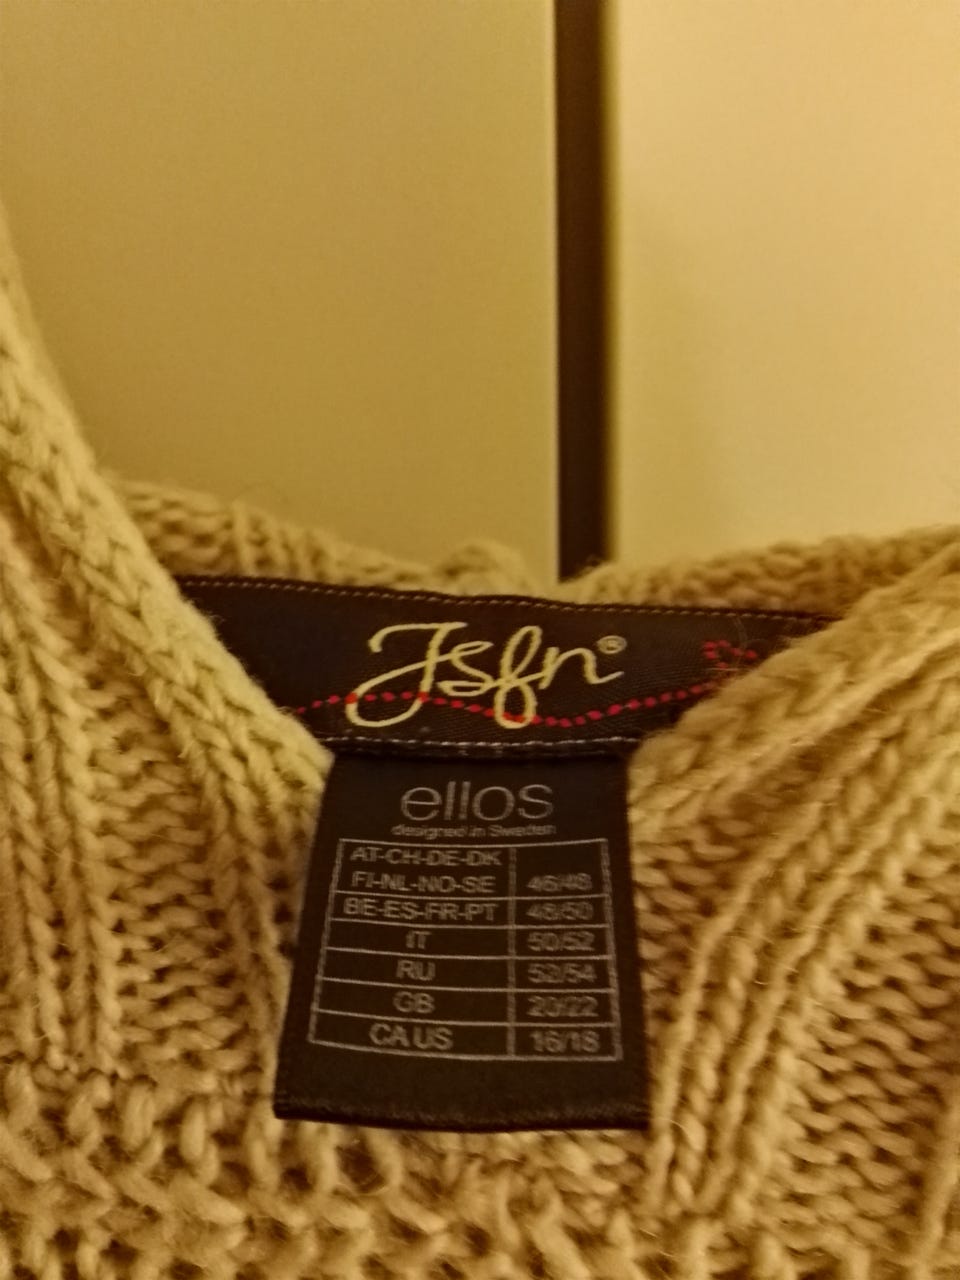 Jsfn®
ellos
designed in Sweden
AT-CH-DE-DK
FI-NL-NO-SE 46/48
BE-ES-FR-PT 48/50
IT 50/52
RU 52/54
GB 20/22
CA US 16/18